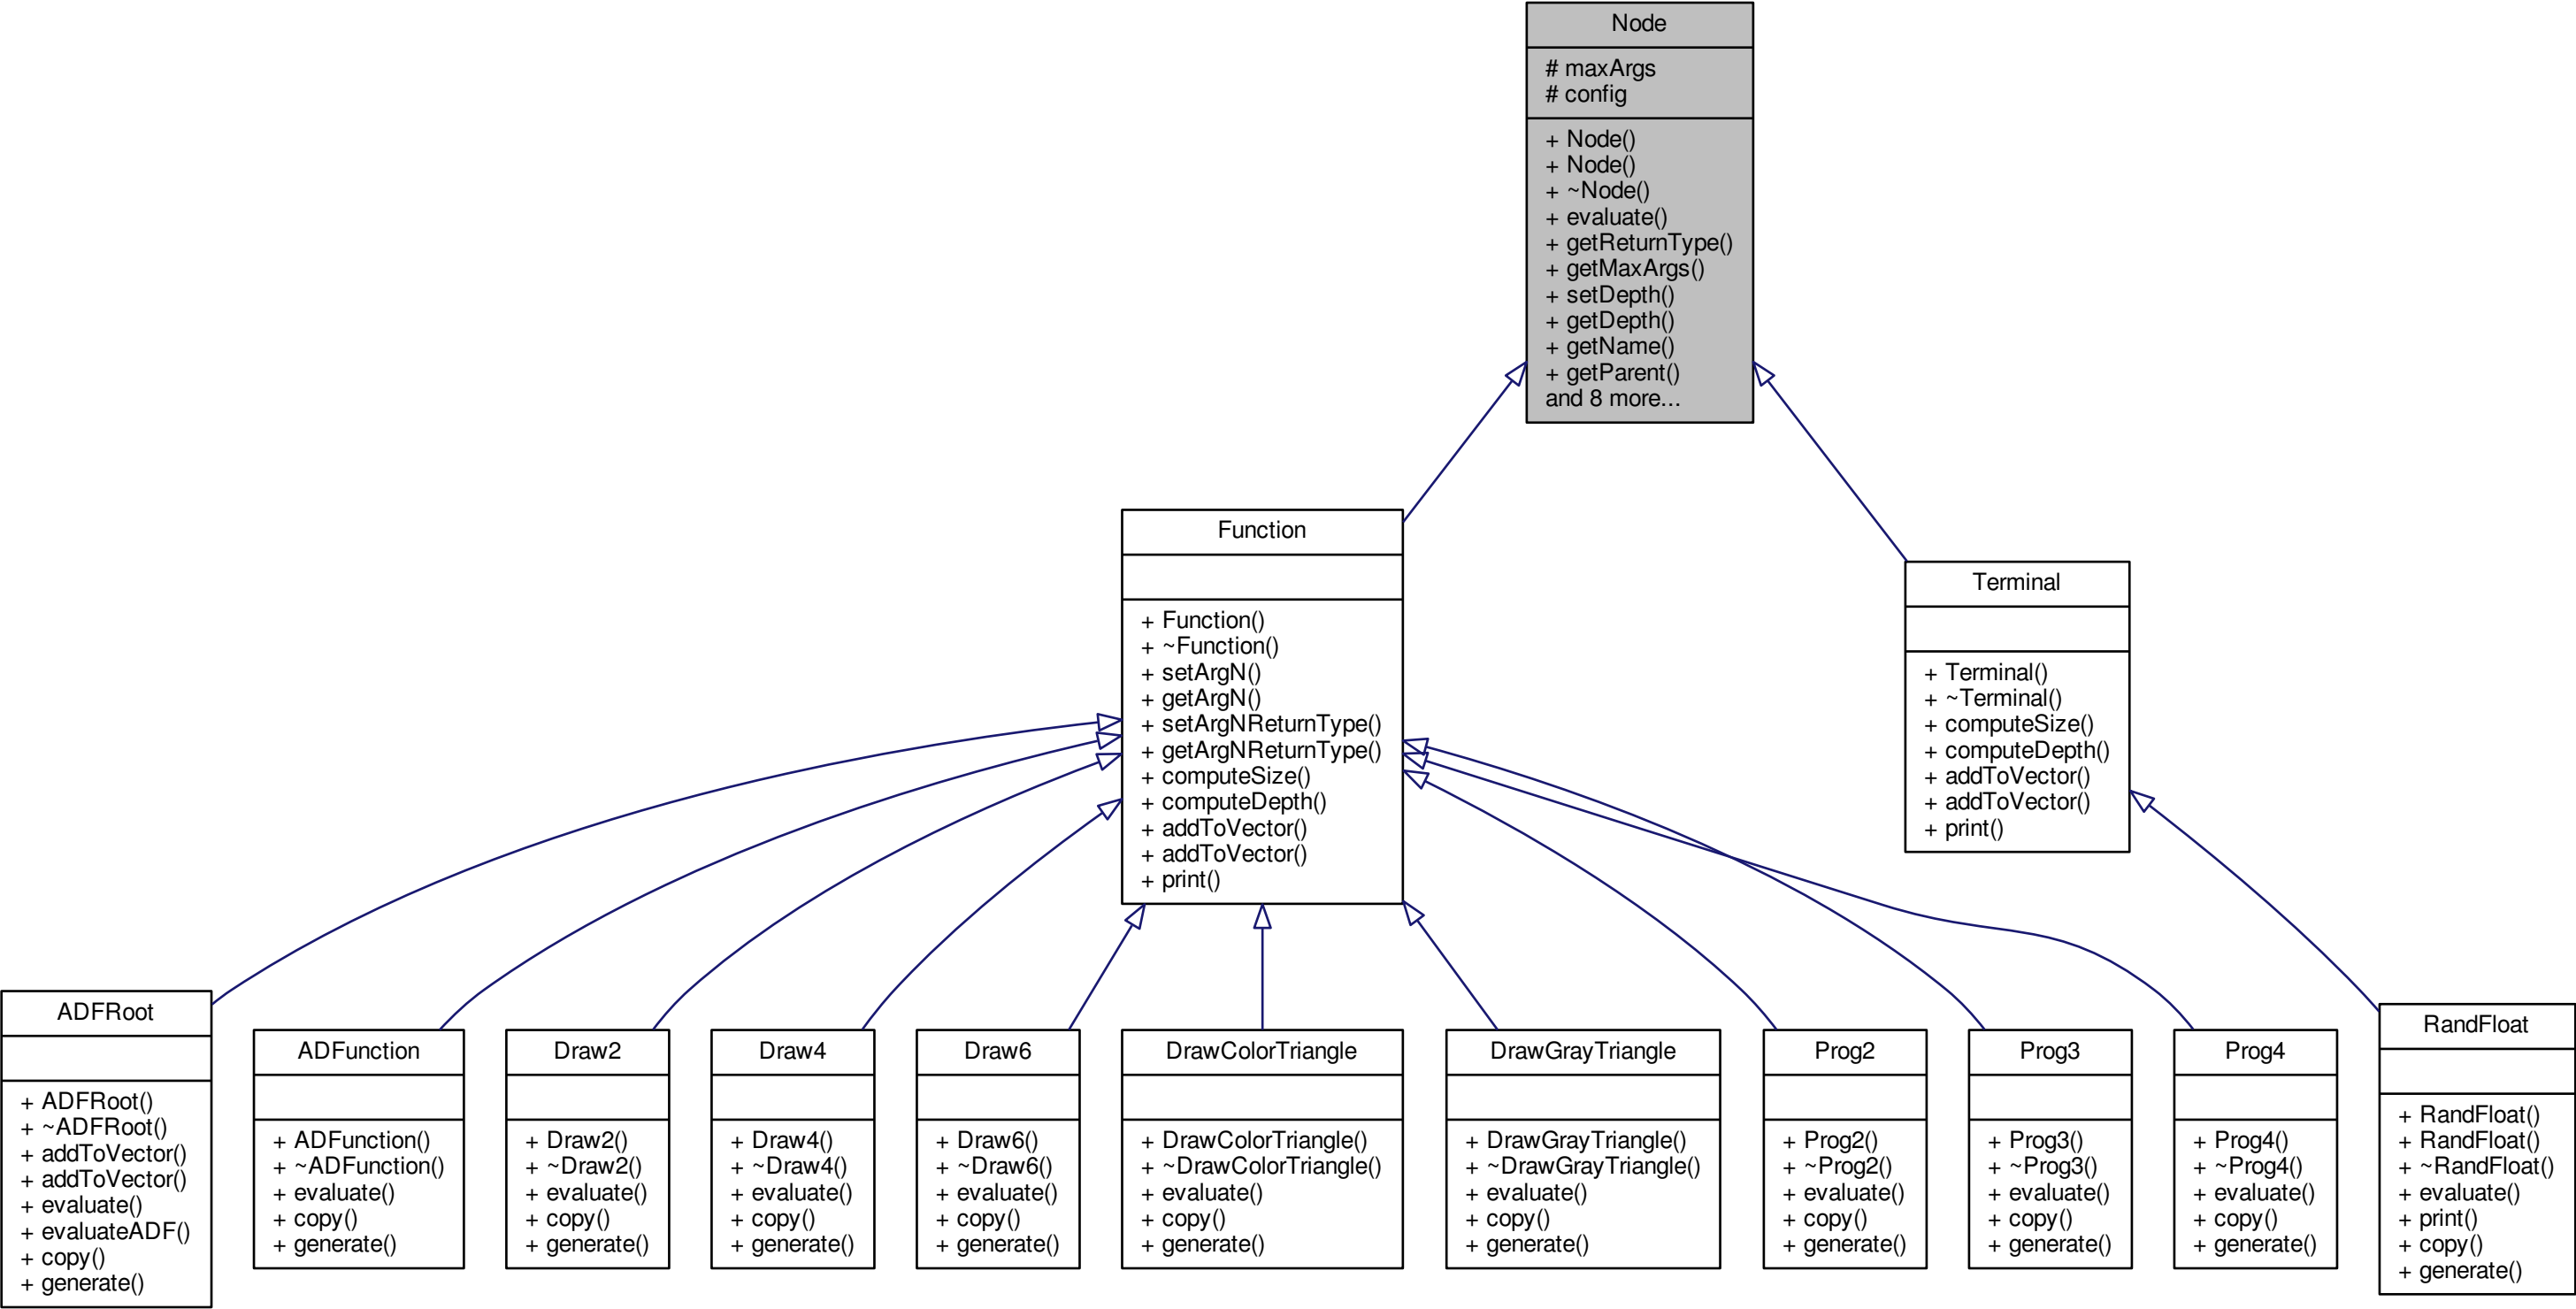 Node
# maxArgs
# config
+ Node()
+ Node()
+ ~Node()
+ evaluate()
+ getReturnType()
+ getMaxArgs()
+ setDepth()
+ getDepth()
+ getName()
+ getParent()
and 8 more...
Function
+ Function()
+ ~Function()
+ setArgN()
+ getArgN()
+ setArgNReturnType()
+ getArgNReturnType()
+ computeSize()
+ computeDepth()
+ addToVector()
+ addToVector()
+ print()
Terminal
+ Terminal()
+ ~Terminal()
+ computeSize()
+ computeDepth()
+ addToVector()
+ addToVector()
+ print()
ADFRoot
+ ADFRoot()
+ ~ADFRoot()
+ addToVector()
+ addToVector()
+ evaluate()
+ evaluateADF()
+ copy()
+ generate()
ADFunction
+ ADFunction()
+ ~ADFunction()
+ evaluate()
+ copy()
+ generate()
Draw2
+ Draw2()
+ ~Draw2()
+ evaluate()
+ copy()
+ generate()
Draw4
+ Draw4()
+ ~Draw4()
+ evaluate()
+ copy()
+ generate()
Draw6
+ Draw6()
+ ~Draw6()
+ evaluate()
+ copy()
+ generate()
DrawColorTriangle
+ DrawColorTriangle()
+ ~DrawColorTriangle()
+ evaluate()
+ copy()
+ generate()
DrawGrayTriangle
+ DrawGrayTriangle()
+ ~DrawGrayTriangle()
+ evaluate()
+ copy()
+ generate()
Prog2
+ Prog2()
+ ~Prog2()
+ evaluate()
+ copy()
+ generate()
Prog3
+ Prog3()
+ ~Prog3()
+ evaluate()
+ copy()
+ generate()
Prog4
+ Prog4()
+ ~Prog4()
+ evaluate()
+ copy()
+ generate()
RandFloat
+ RandFloat()
+ RandFloat()
+ ~RandFloat()
+ evaluate()
+ print()
+ copy()
+ generate()